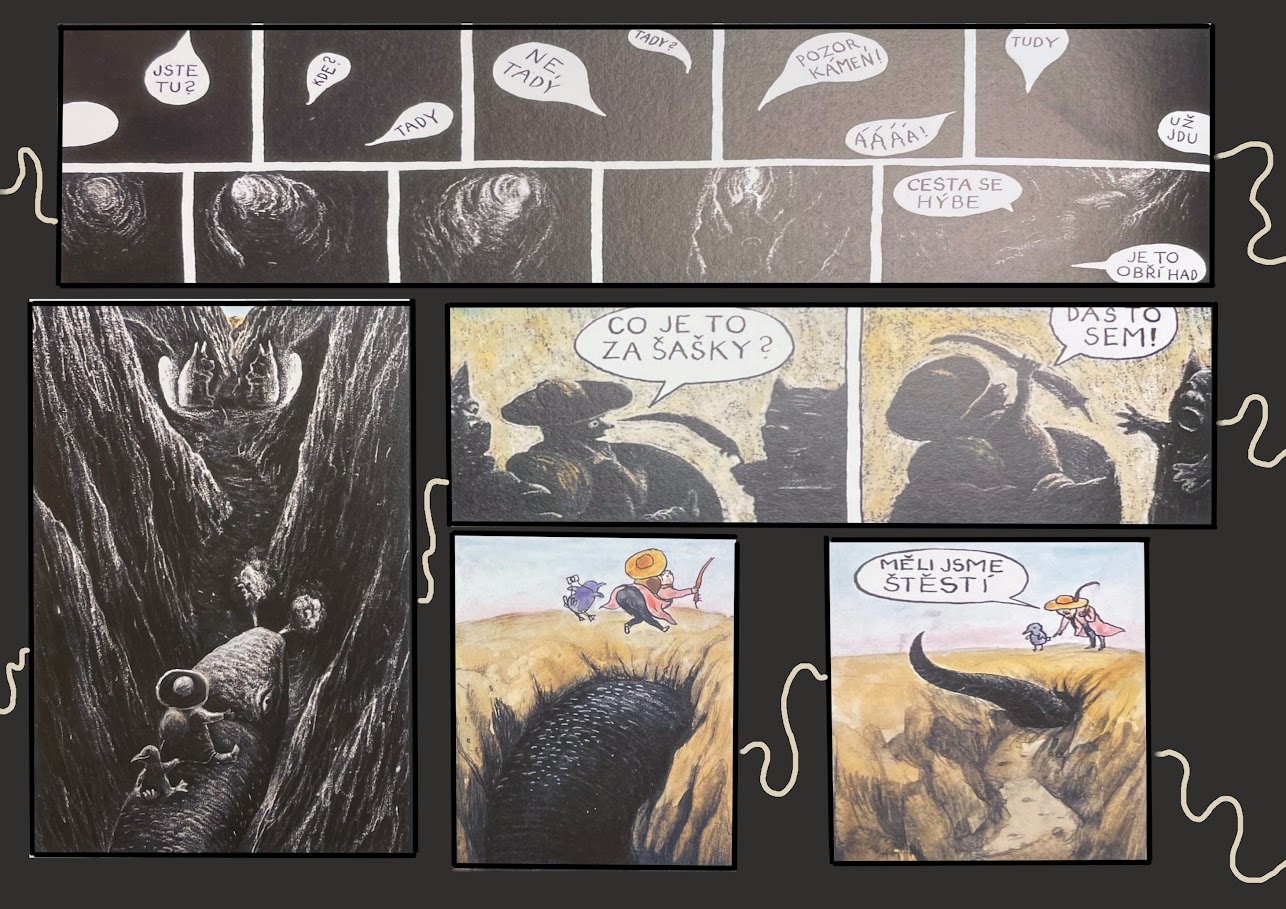 JSTE
TU?
KDE?
TADY
NE,
TADY
TADY?
POZOR,
KÁMEN!
ÁÁÁA!
TUDY
UŽ
JDU
CESTA SE
HÝBE
JE TO
OBŘÍ HAD
CO JE TO
ZA ŠAŠKY?
DÁŠ TO
SEM!
MĚLI JSME
ŠTĚSTÍ